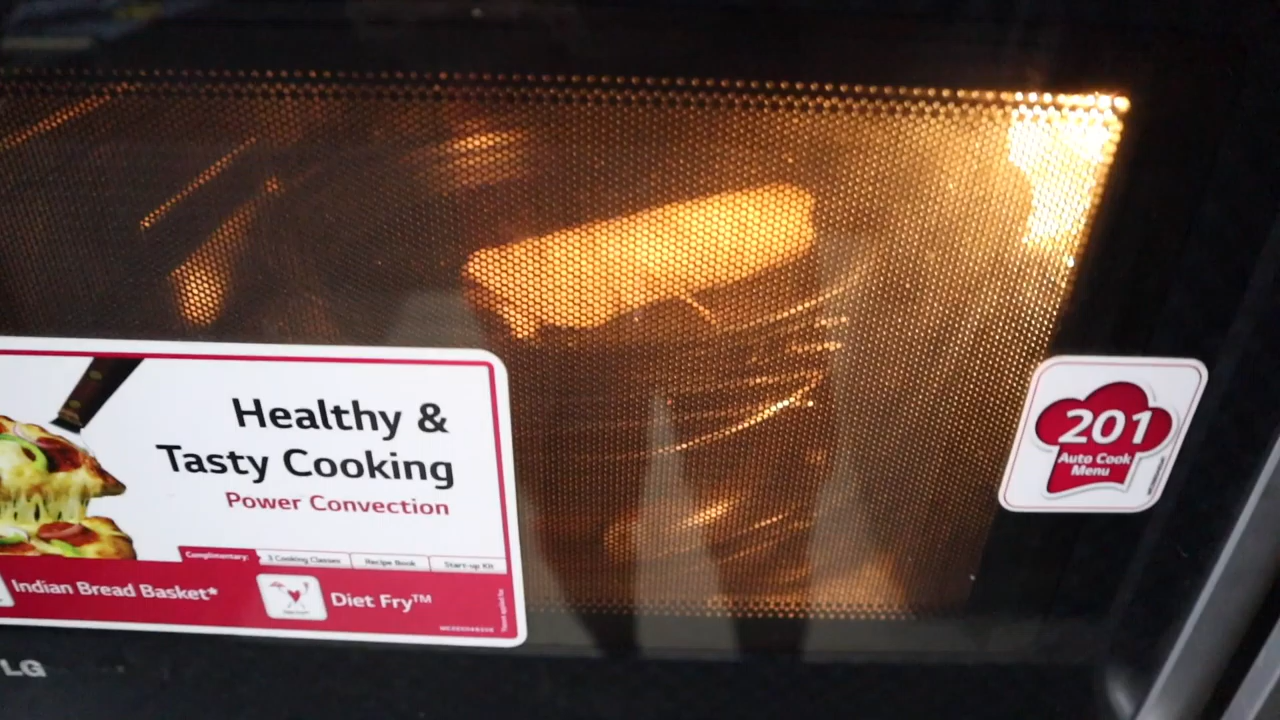 Healthy &
Tasty Cooking
Power Convection
Complimentary:
3 Cooking Classes
Recipe Book
Start-up Kit
Indian Bread Basket*
Diet Fry™
LG
201
Auto Cook
Menu